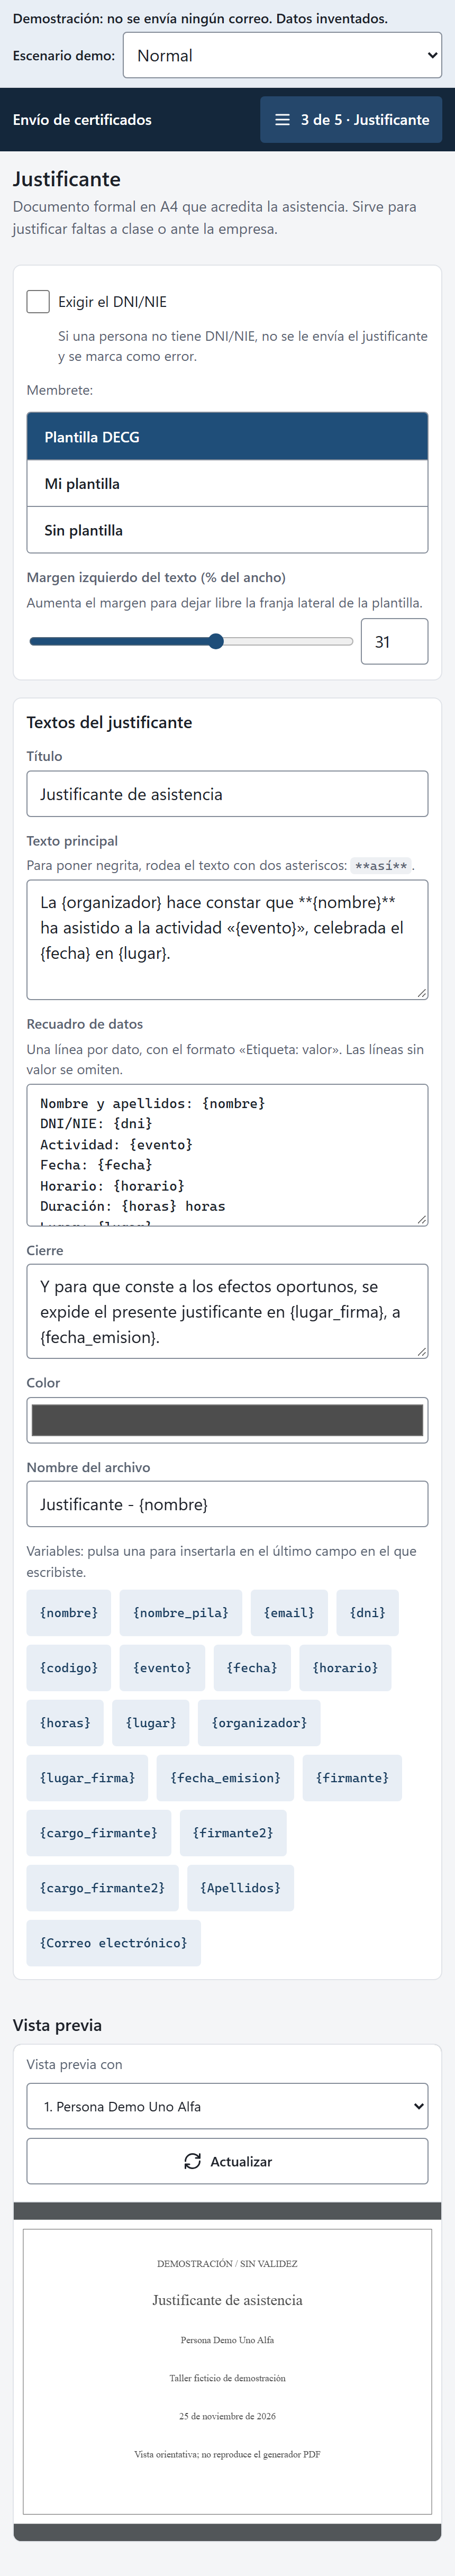 Demostración: no se envía ningún correo. Datos inventados.
Escenario demo:
Normal
Envío de certificados
3 de 5 · Justificante
Justificante
Documento formal en A4 que acredita la asistencia. Sirve para
justificar faltas a clase o ante la empresa.
Exigir el DNI/NIE
Si una persona no tiene DNI/NIE, no se le envía el justificante
y se marca como error.
Membrete:
Plantilla DECG
Mi plantilla
Sin plantilla
Margen izquierdo del texto (% del ancho)
Aumenta el margen para dejar libre la franja lateral de la plantilla.
31
Textos del justificante
Título
Justificante de asistencia
Texto principal
Para poner negrita, rodea el texto con dos asteriscos: **así**.
La {organizador} hace constar que **{nombre}**
ha asistido a la actividad «{evento}», celebrada el
{fecha} en {lugar}.
Recuadro de datos
Una línea por dato, con el formato «Etiqueta: valor». Las líneas sin
valor se omiten.
Nombre y apellidos: {nombre}
DNI/NIE: {dni}
Actividad: {evento}
Fecha: {fecha}
Horario: {horario}
Duración: {horas} horas
Lugar: {lugar}
Cierre
Y para que conste a los efectos oportunos, se
expide el presente justificante en {lugar_firma}, a
{fecha_emision}.
Color
Nombre del archivo
Justificante - {nombre}
Variables: pulsa una para insertarla en el último campo en el que
escribiste.
{nombre} {nombre_pila} {email} {dni}
{codigo} {evento} {fecha} {horario}
{horas} {lugar} {organizador}
{lugar_firma} {fecha_emision} {firmante}
{cargo_firmante} {firmante2}
{cargo_firmante2} {Apellidos}
{Correo electrónico}
Vista previa
Vista previa con
1. Persona Demo Uno Alfa
Actualizar
DEMOSTRACIÓN / SIN VALIDEZ
Justificante de asistencia
Persona Demo Uno Alfa
Taller ficticio de demostración
25 de noviembre de 2026
Vista orientativa; no reproduce el generador PDF